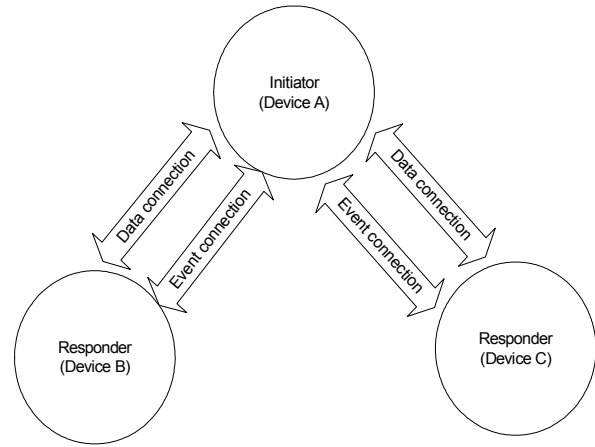 Initiator
(Device A)
Data connection
Event connection
Data connection
Event connection
Responder
(Device B)
Responder
(Device C)